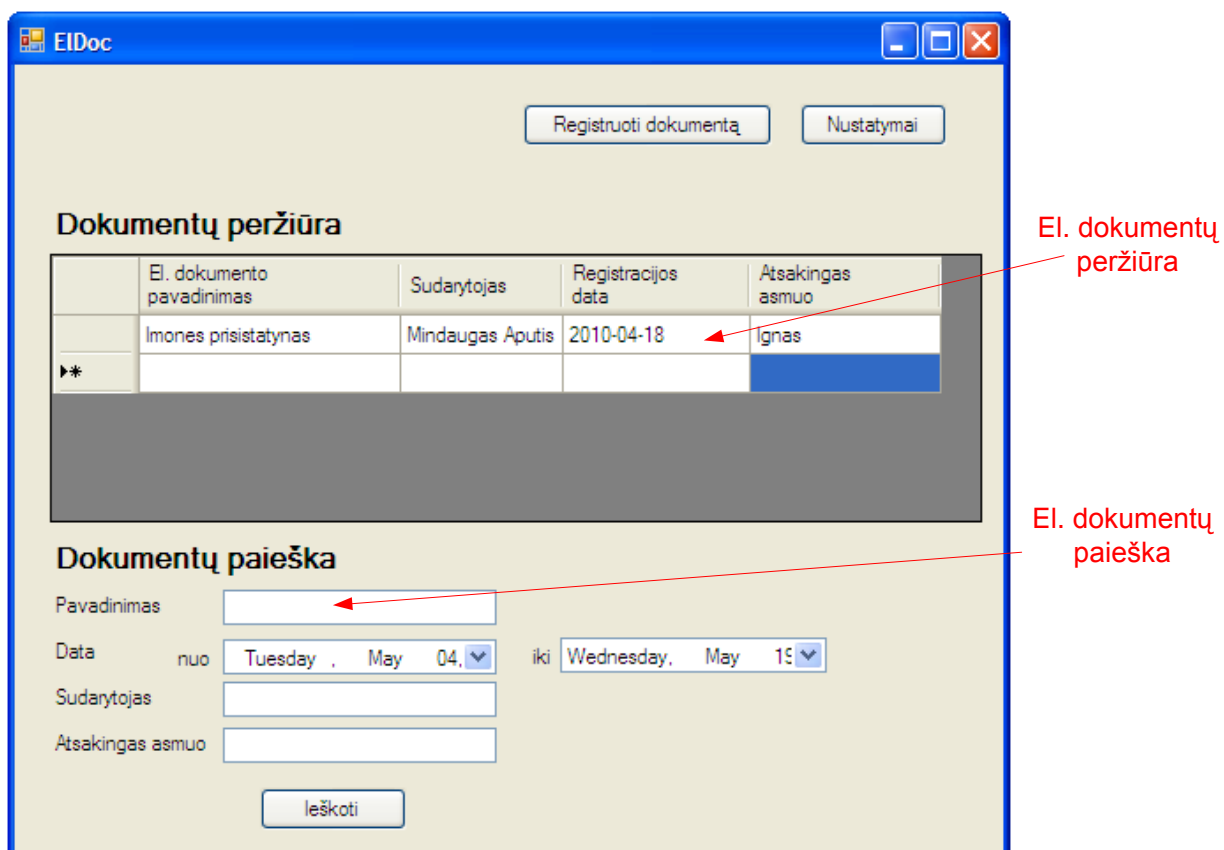 ElDoc
Registruoti dokumentą
Nustatymai
Dokumentų peržiūra
El. dokumento
pavadinimas
Sudarytojas
Registracijos
data
Atsakingas
asmuo
Imones prisistatynas
Mindaugas Aputis
2010-04-18
Ignas
El. dokumentų
peržiūra
Dokumentų paieška
Pavadinimas
Data
nuo
Tuesday , May 04,
iki
Wednesday, May 19
Sudarytojas
Atsakingas asmuo
Ieškoti
El. dokumentų
paieška